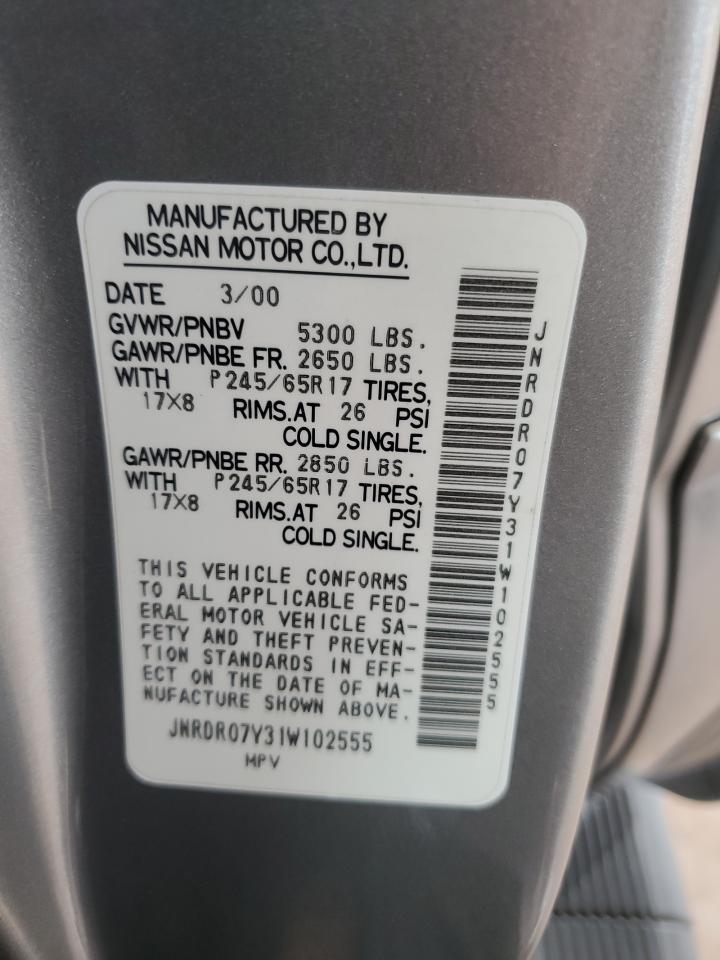 MANUFACTURED BY
NISSAN MOTOR CO.,LTD.
DATE 3/00
GVWR/PNBV 5300 LBS.
GAWR/PNBE FR. 2650 LBS.
WITH P245/65R17 TIRES,
17X8 RIMS.AT 26 PSI
COLD SINGLE.
GAWR/PNBE RR. 2850 LBS.
WITH P245/65R17 TIRES,
17X8 RIMS.AT 26 PSI
COLD SINGLE.
THIS VEHICLE CONFORMS
TO ALL APPLICABLE FED-
ERAL MOTOR VEHICLE SA-
FETY AND THEFT PREVEN-
TION STANDARDS IN EFF-
ECT ON THE DATE OF MA-
NUFACTURE SHOWN ABOVE.
JNRDR07Y31W102555
MPV
JNRDR07Y31W102555